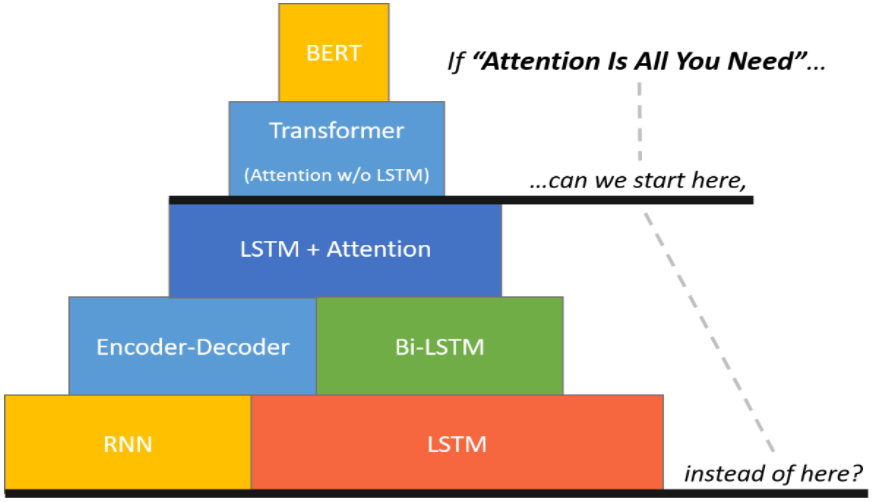 BERT
If "Attention Is All You Need"...
Transformer
(Attention w/o LSTM)
...can we start here,
LSTM + Attention
Encoder-Decoder
Bi-LSTM
RNN
LSTM
instead of here?